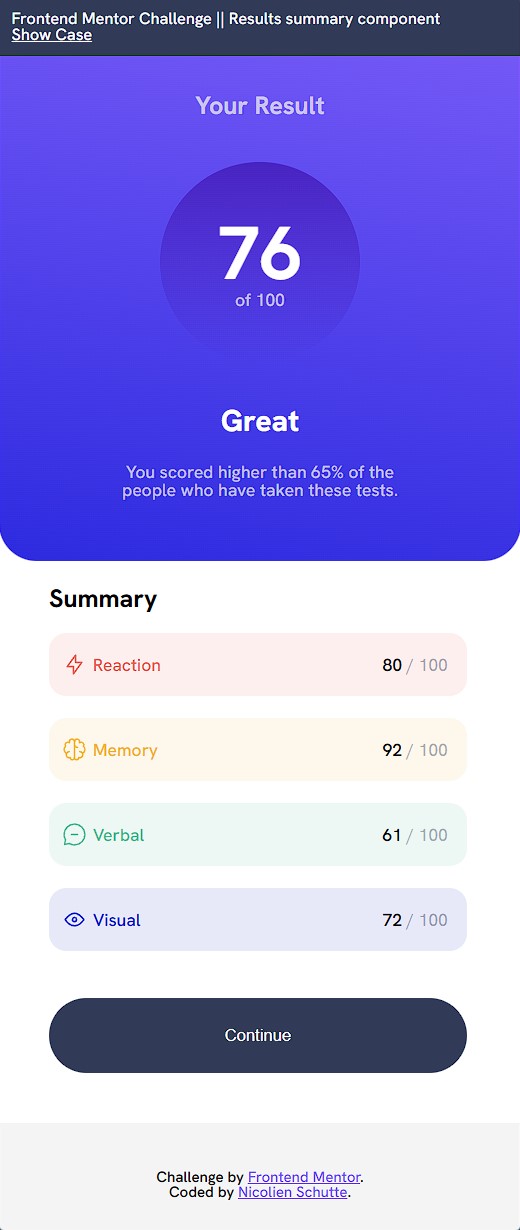 Frontend Mentor Challenge || Results summary component
Show Case
Your Result
76
of 100
Great
You scored higher than 65% of the
people who have taken these tests.
Summary
Reaction 80 / 100
Memory 92 / 100
Verbal 61 / 100
Visual 72 / 100
Continue
Challenge by Frontend Mentor.
Coded by Nicolien Schutte.